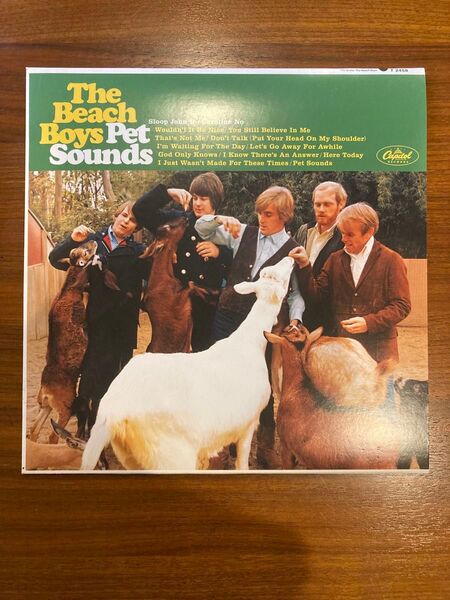 T 2458
The
Beach
Boys Pet
Sounds
Sloop John B/Caroline No
Wouldn't It Be Nice/You Still Believe In Me
That's Not Me/Don't Talk (Put Your Head On My Shoulder)
I'm Waiting For The Day/Let's Go Away For Awhile
God Only Knows/I Know There's An Answer/Here Today
I Just Wasn't Made For These Times/Pet Sounds
Capitol
RECORDS